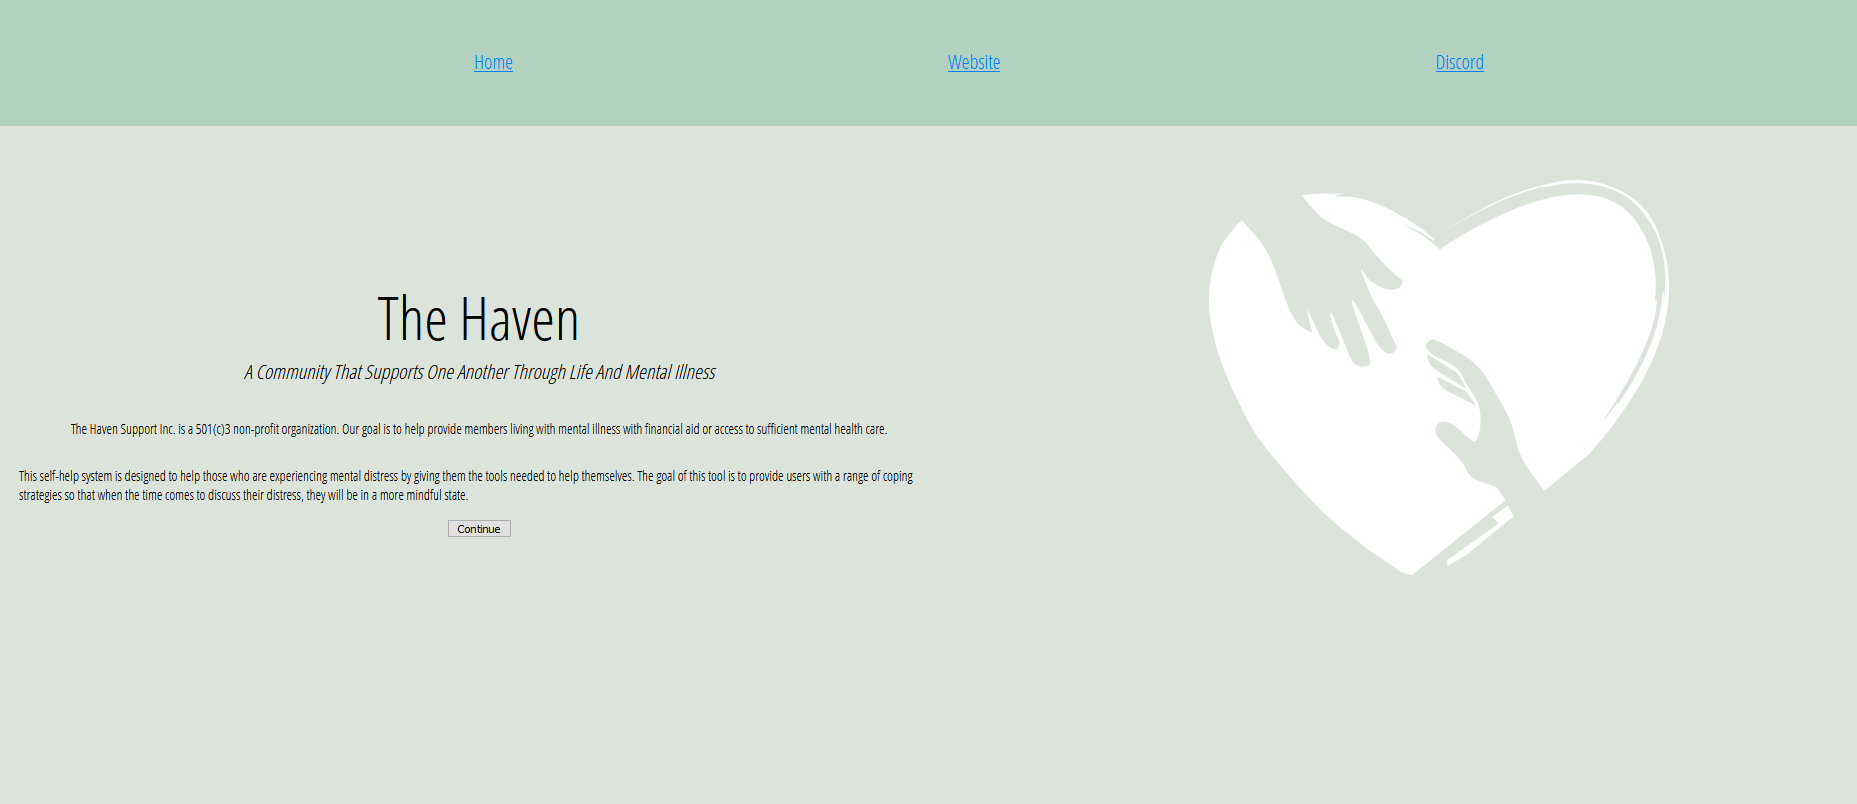 Home
Website
Discord
The Haven
A Community That Supports One Another Through Life And Mental Illness
The Haven Support Inc. is a 501(c)3 non-profit organization. Our goal is to help provide members living with mental illness with financial aid or access to sufficient mental health care.
This self-help system is designed to help those who are experiencing mental distress by giving them the tools needed to help themselves. The goal of this tool is to provide users with a range of coping
strategies so that when the time comes to discuss their distress, they will be in a more mindful state.
Continue